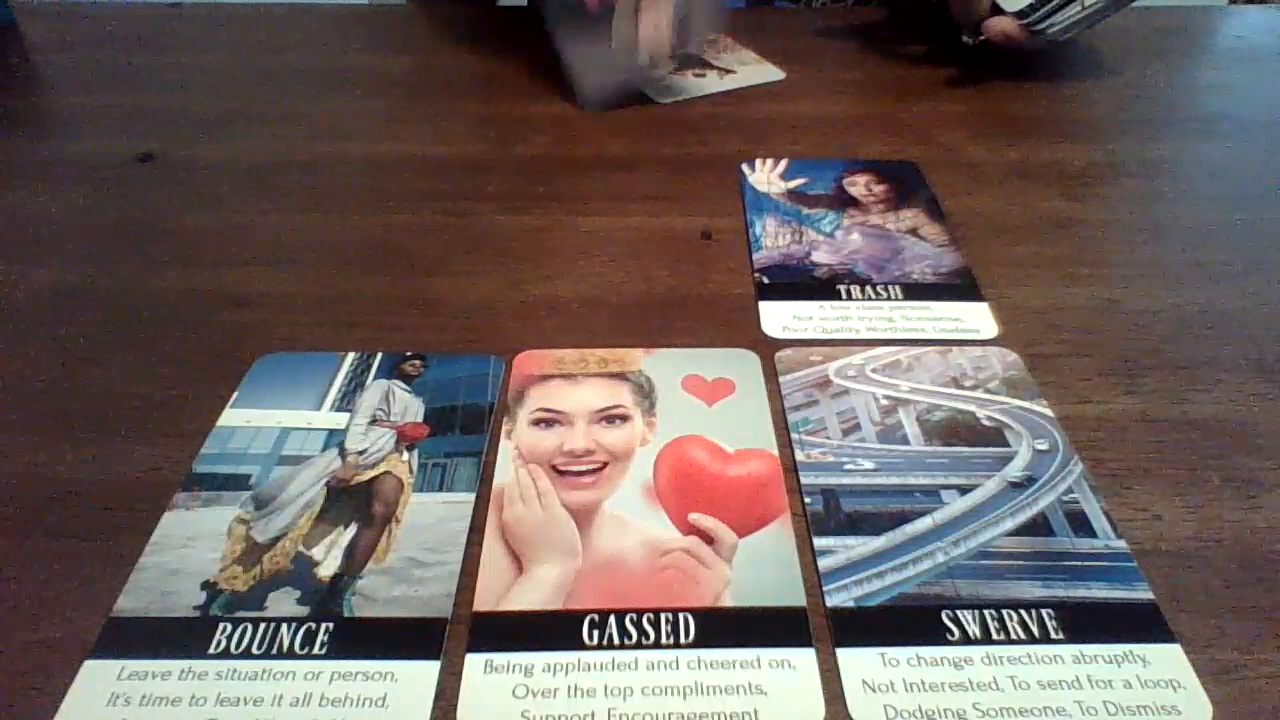 TRASH
A low class person,
Not worth trying, Nonsense,
Poor Quality, Worthless, Useless
BOUNCE
Leave the situation or person,
It's time to leave it all behind,
GASSED
Being applauded and cheered on,
Over the top compliments,
Support, Encouragement
SWERVE
To change direction abruptly,
Not Interested, To send for a loop,
Dodging Someone, To Dismiss